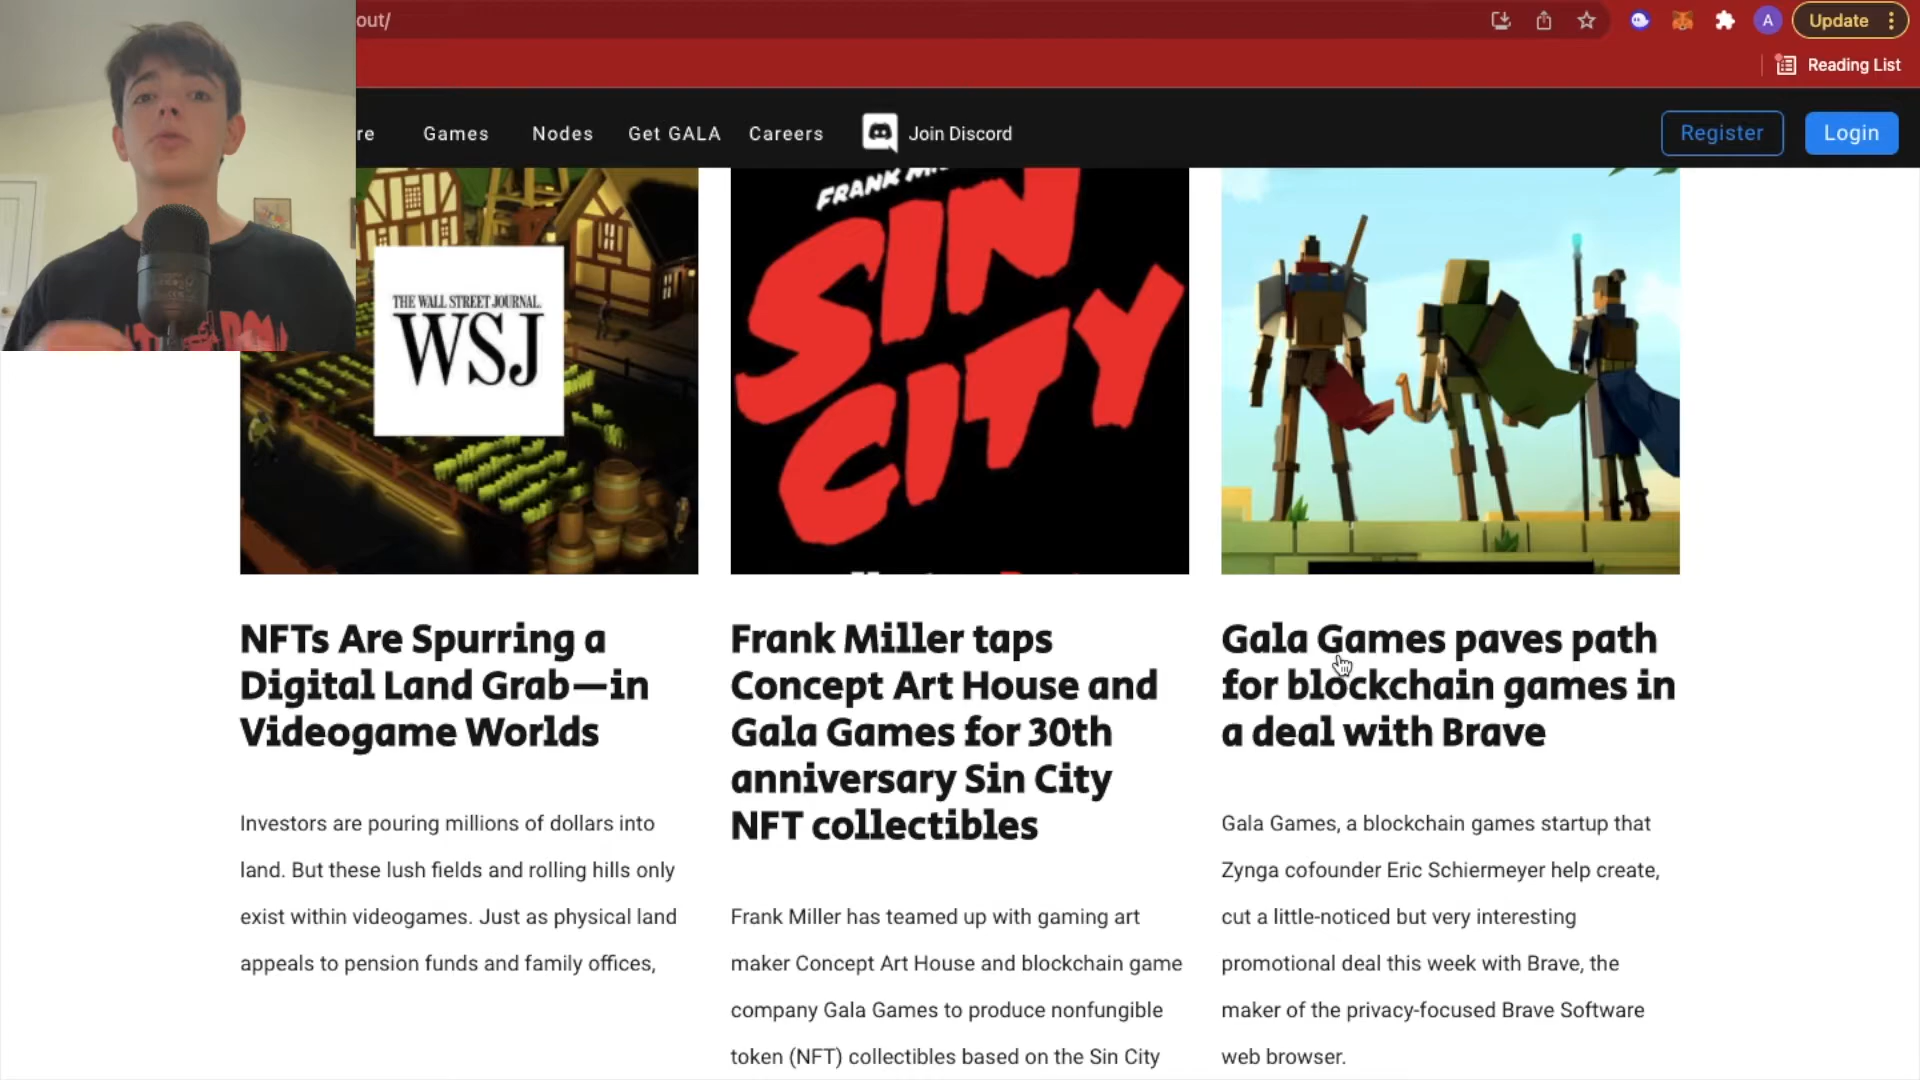 out/
A
Update
Reading List
re
Games
Nodes
Get GALA
Careers
Join Discord
Register
Login
THE WALL STREET JOURNAL.
WSJ
FRANK
SIN
CITY
NFTs Are Spurring a
Digital Land Grab—in
Videogame Worlds
Investors are pouring millions of dollars into
land. But these lush fields and rolling hills only
exist within videogames. Just as physical land
appeals to pension funds and family offices,
Frank Miller taps
Concept Art House and
Gala Games for 30th
anniversary Sin City
NFT collectibles
Frank Miller has teamed up with gaming art
maker Concept Art House and blockchain game
company Gala Games to produce nonfungible
token (NFT) collectibles based on the Sin City
Gala Games paves path
for blockchain games in
a deal with Brave
Gala Games, a blockchain games startup that
Zynga cofounder Eric Schiermeyer help create,
cut a little-noticed but very interesting
promotional deal this week with Brave, the
maker of the privacy-focused Brave Software
web browser.